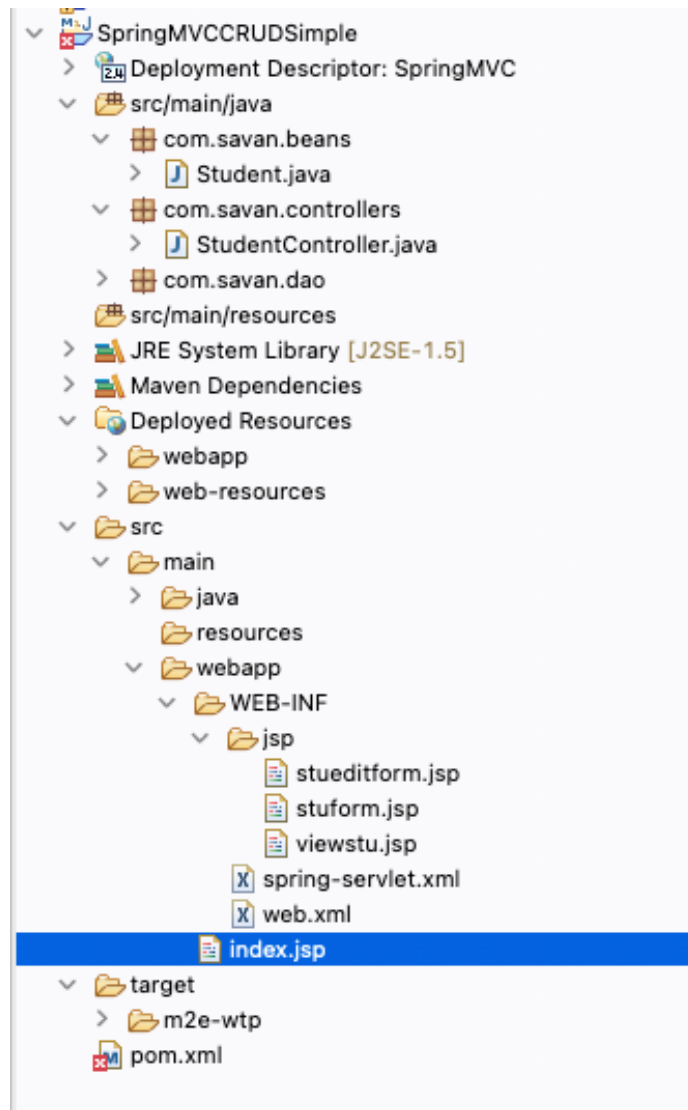 SpringMVCCRUDSimple
Deployment Descriptor: SpringMVC
src/main/java
com.savan.beans
Student.java
com.savan.controllers
StudentController.java
com.savan.dao
src/main/resources
JRE System Library [J2SE-1.5]
Maven Dependencies
Deployed Resources
webapp
web-resources
src
main
java
resources
webapp
WEB-INF
jsp
stueditform.jsp
stuform.jsp
viewstu.jsp
spring-servlet.xml
web.xml
index.jsp
target
m2e-wtp
pom.xml